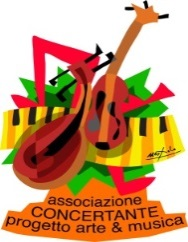 associazione
CONCERTANTE
progetto arte & musica